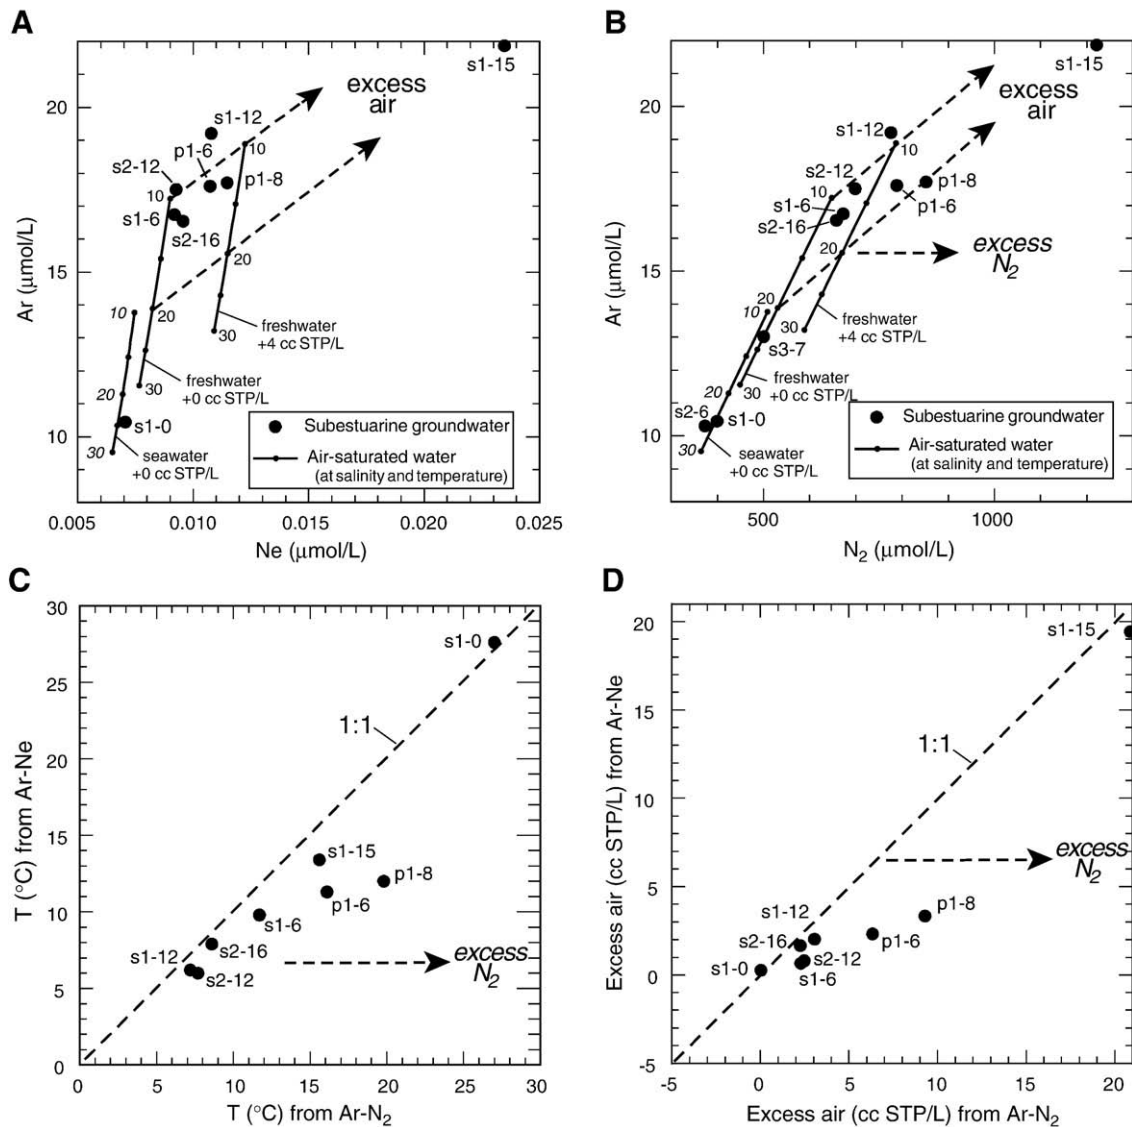 A
Ar (μmol/L)
20
15
10
0.005
0.010
0.015
0.020
0.025
Ne (μmol/L)
s1-15
excess
air
s1-12
p1-6
10
s2-12
p1-8
10
s1-6
s2-16
20
10
20
30
freshwater
+4 cc STP/L
20
30
freshwater
+0 cc STP/L
s1-0
30
seawater
+0 cc STP/L
Subestuarine groundwater
Air-saturated water
(at salinity and temperature)
B
Ar (μmol/L)
20
15
10
500
1000
N2 (μmol/L)
s1-15
excess
air
s1-12
10
s2-12
10
p1-8
s1-6
p1-6
s2-16
20
excess
N2
20
10
30
freshwater
+4 cc STP/L
s3-7
20
30
freshwater
+0 cc STP/L
s2-6
s1-0
30
seawater
+0 cc STP/L
Subestuarine groundwater
Air-saturated water
(at salinity and temperature)
C
T (°C) from Ar-Ne
30
25
20
15
10
5
0
0
5
10
15
20
25
30
T (°C) from Ar-N2
s1-0
1:1
s1-15
p1-8
p1-6
s1-6
s1-12
s2-16
s2-12
excess
N2
D
Excess air (cc STP/L) from Ar-Ne
20
15
10
5
0
-5
-5
0
5
10
15
20
Excess air (cc STP/L) from Ar-N2
s1-15
1:1
excess
N2
s1-12
p1-8
s2-16
p1-6
s1-0
s2-12
s1-6